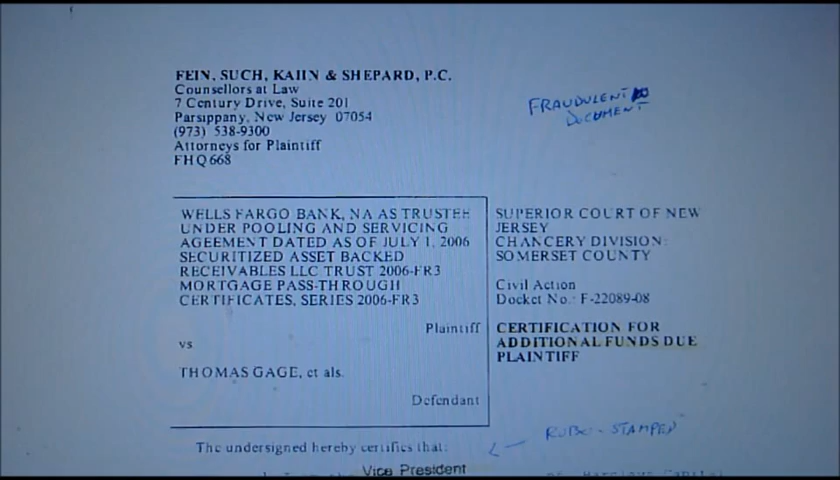 FEIN, SUCH, KAHN & SHEPARD, P.C.
Counsellors at Law
7 Century Drive, Suite 201
Parsippany, New Jersey 07054
(973) 538-9300
Attorneys for Plaintiff
FHQ668
FRAUDULENT
DOCUMENT
WELLS FARGO BANK, NA AS TRUSTEE
UNDER POOLING AND SERVICING
AGEEMENT DATED AS OF JULY 1, 2006
SECURITIZED ASSET BACKED
RECEIVABLES LLC TRUST 2006-FR3
MORTGAGE PASS-THROUGH
CERTIFICATES, SERIES 2006-FR3
Plaintiff
vs
THOMAS GAGE, et als.
Defendant
SUPERIOR COURT OF NEW
JERSEY
CHANCERY DIVISION:
SOMERSET COUNTY
Civil Action
Docket No.: F-22089-08
CERTIFICATION FOR
ADDITIONAL FUNDS DUE
PLAINTIFF
ROBO-STAMPED
The undersigned hereby certifies that:
Vice President